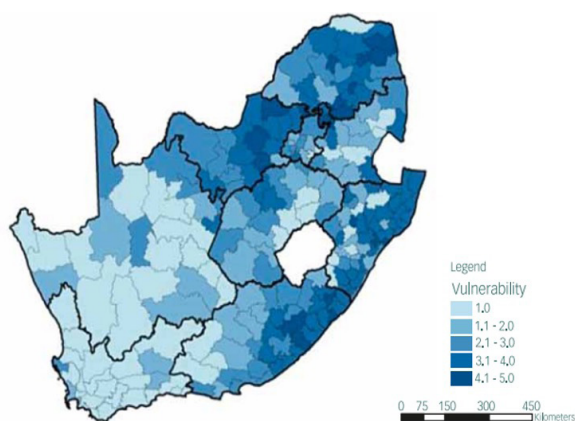 Legend
Vulnerability
1.0
1.1 - 2.0
2.1 - 3.0
3.1 - 4.0
4.1 - 5.0
0 75 150 300 450
Kilometers